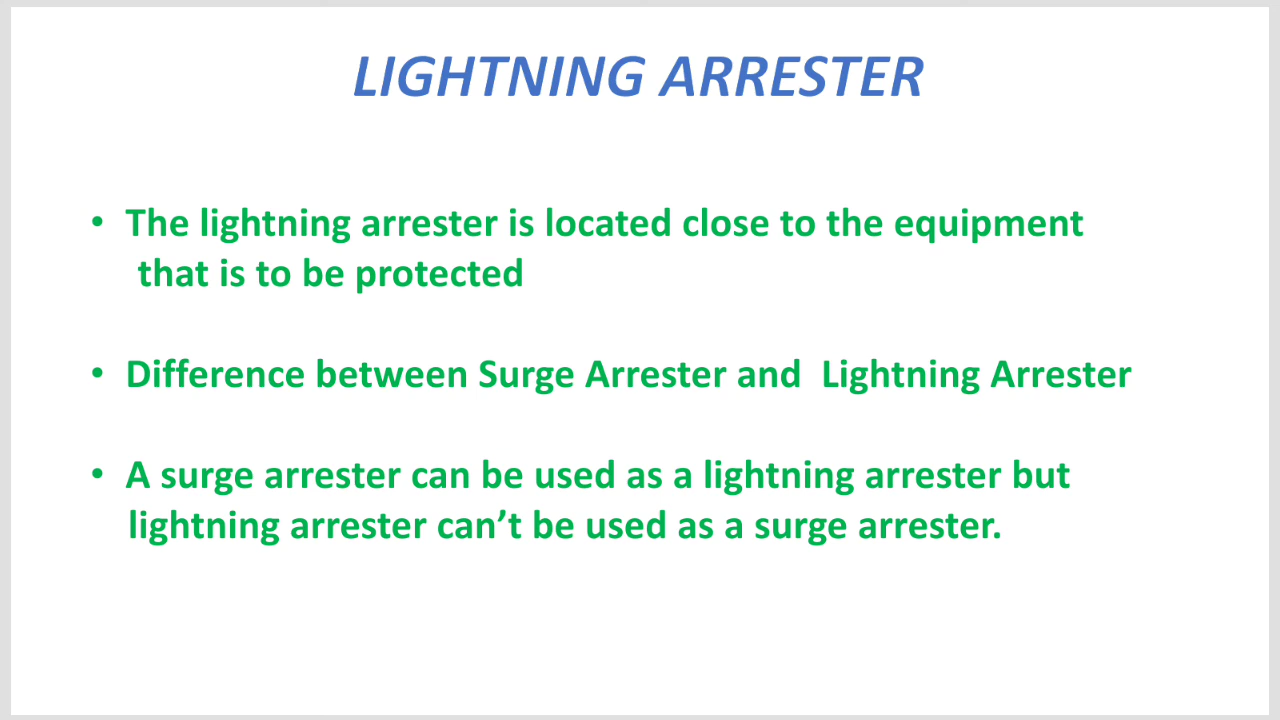 LIGHTNING ARRESTER
• The lightning arrester is located close to the equipment
that is to be protected
• Difference between Surge Arrester and  Lightning Arrester
• A surge arrester can be used as a lightning arrester but
lightning arrester can’t be used as a surge arrester.